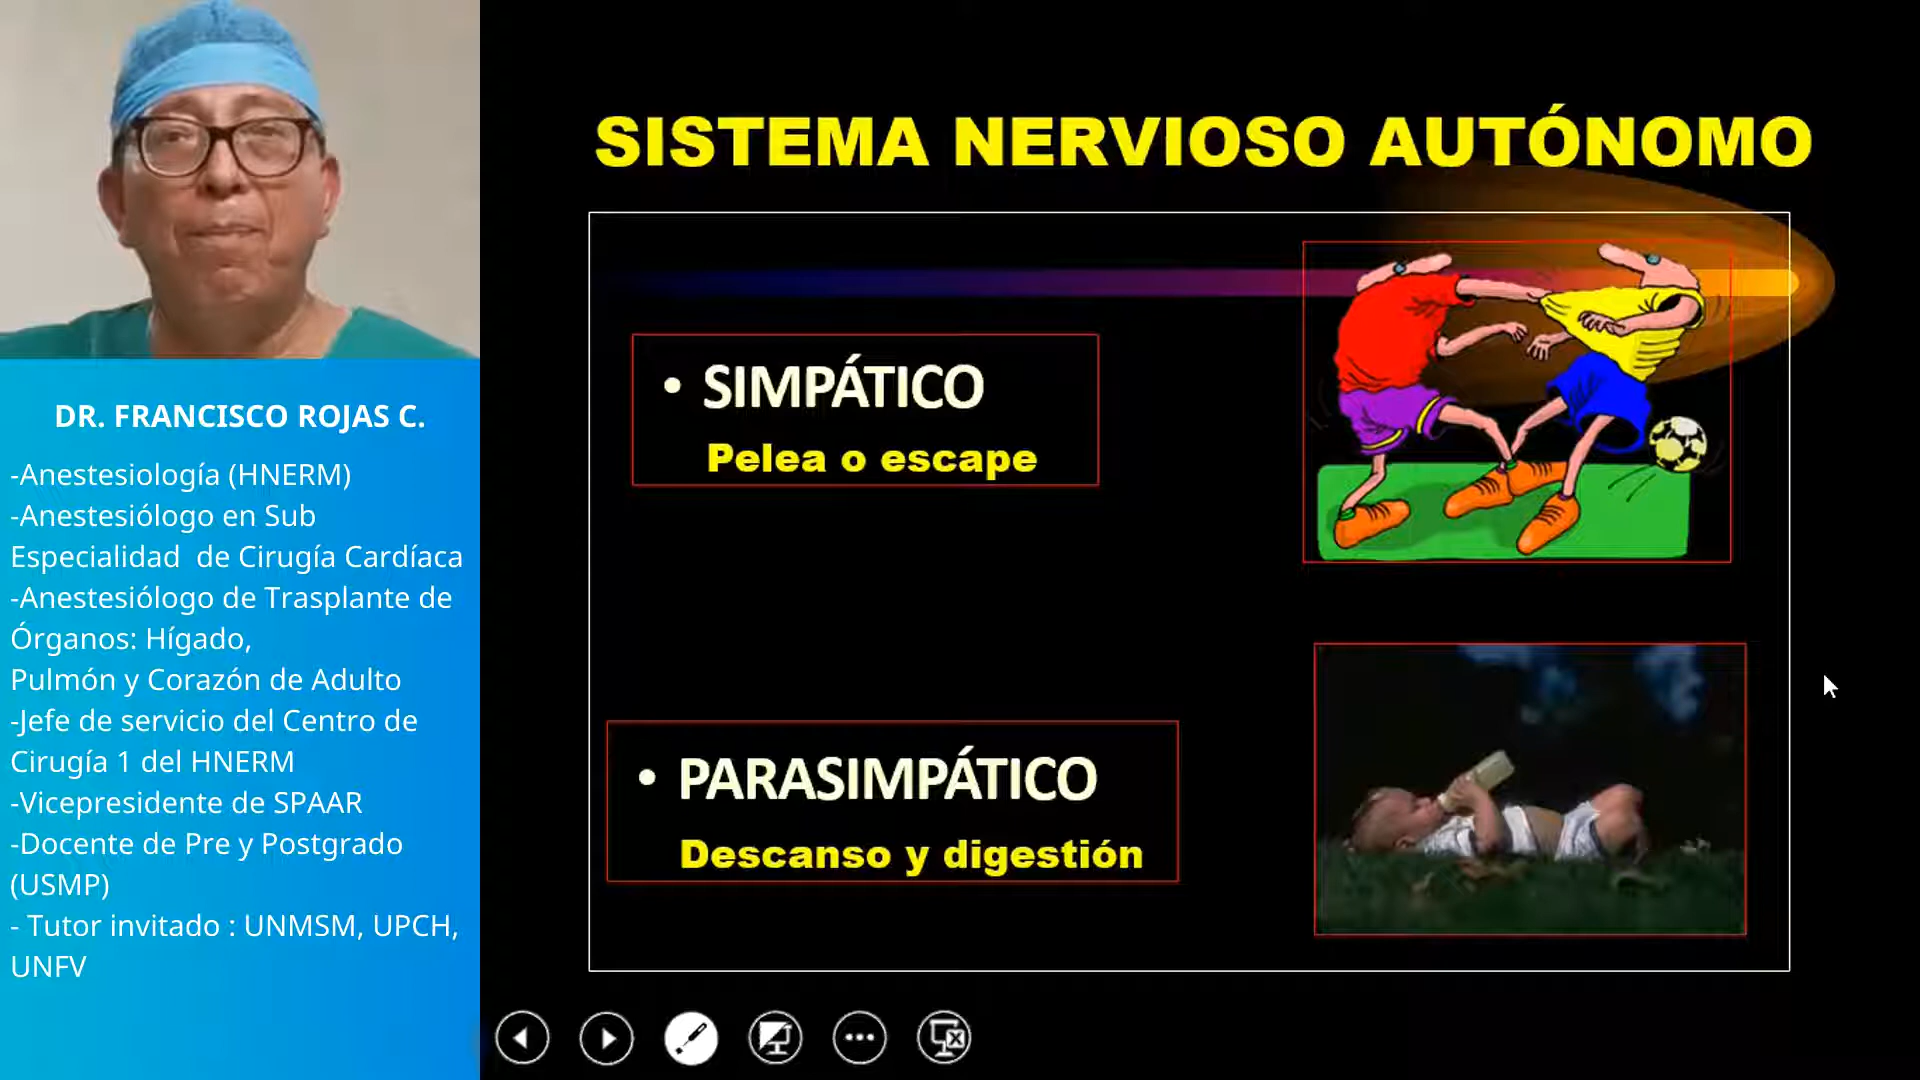 DR. FRANCISCO ROJAS C.
-Anestesiología (HNERM)
-Anestesiólogo en Sub
Especialidad  de Cirugía Cardíaca
-Anestesiólogo de Trasplante de
Órganos: Hígado,
Pulmón y Corazón de Adulto
-Jefe de servicio del Centro de
Cirugía 1 del HNERM
-Vicepresidente de SPAAR
-Docente de Pre y Postgrado
(USMP)
- Tutor invitado : UNMSM, UPCH,
UNFV
SISTEMA NERVIOSO AUTÓNOMO
• SIMPÁTICO
Pelea o escape
• PARASIMPÁTICO
Descanso y digestión